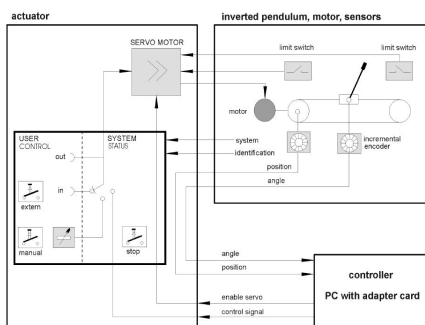 actuator
inverted pendulum, motor, sensors
SERVO MOTOR
limit switch
limit switch
motor
USER
CONTROL
SYSTEM
STATUS
system
identification
incremental
encoder
out
position
in
angle
extern
manual
stop
angle
position
controller
PC with adapter card
enable servo
control signal